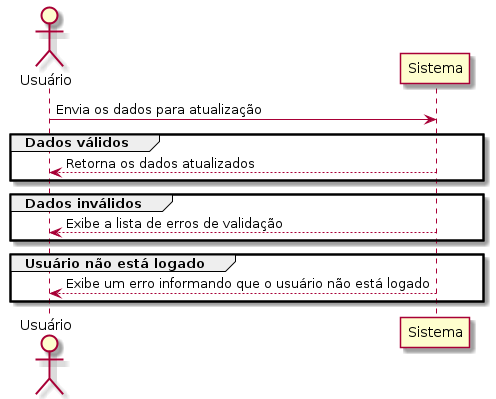 Usuário
Sistema
Envia os dados para atualização
Dados válidos
Retorna os dados atualizados
Dados inválidos
Exibe a lista de erros de validação
Usuário não está logado
Exibe um erro informando que o usuário não está logado
Usuário
Sistema